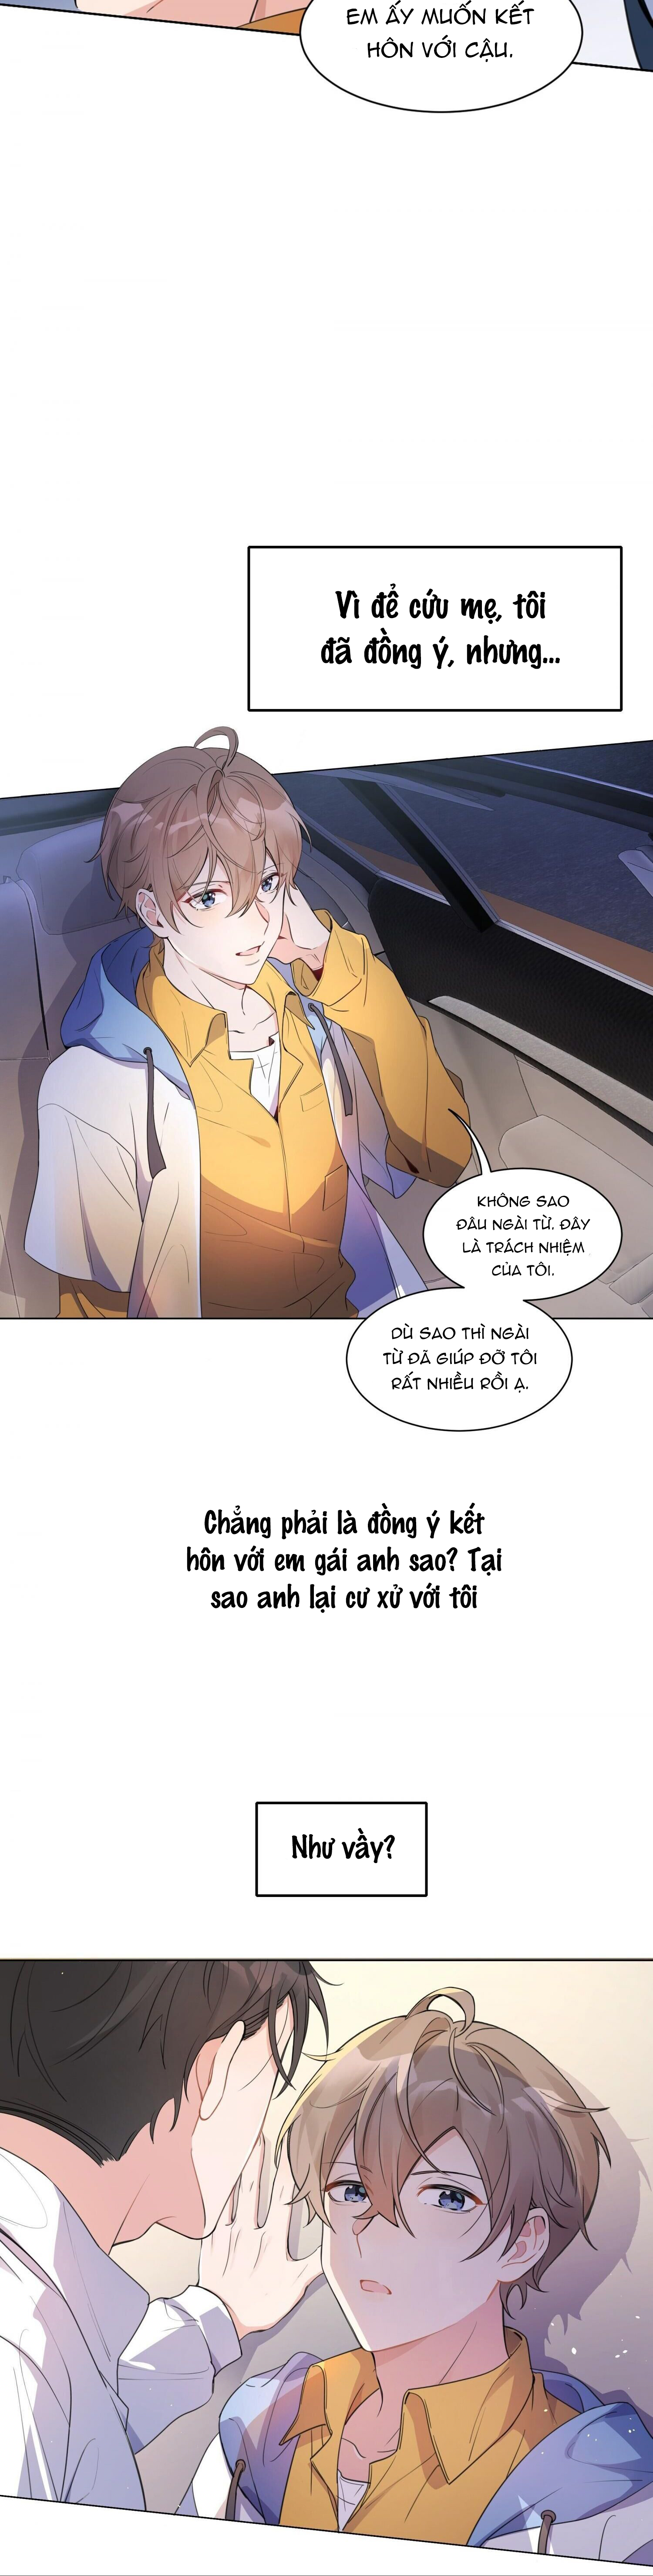 EM ẤY MUỐN KẾT
HÔN VỚI CẬU.
Vì để cứu mẹ, tôi
đã đồng ý, nhưng...
KHÔNG SAO
ĐÂU NGÀI TỪ. ĐÂY
LÀ TRÁCH NHIỆM
CỦA TÔI.
DÙ SAO THÌ NGÀI
TỪ ĐÃ GIÚP ĐỠ TÔI
RẤT NHIỀU RỒI Ạ.
Chẳng phải là đồng ý kết
hôn với em gái anh sao? Tại
sao anh lại cư xử với tôi
Như vầy?